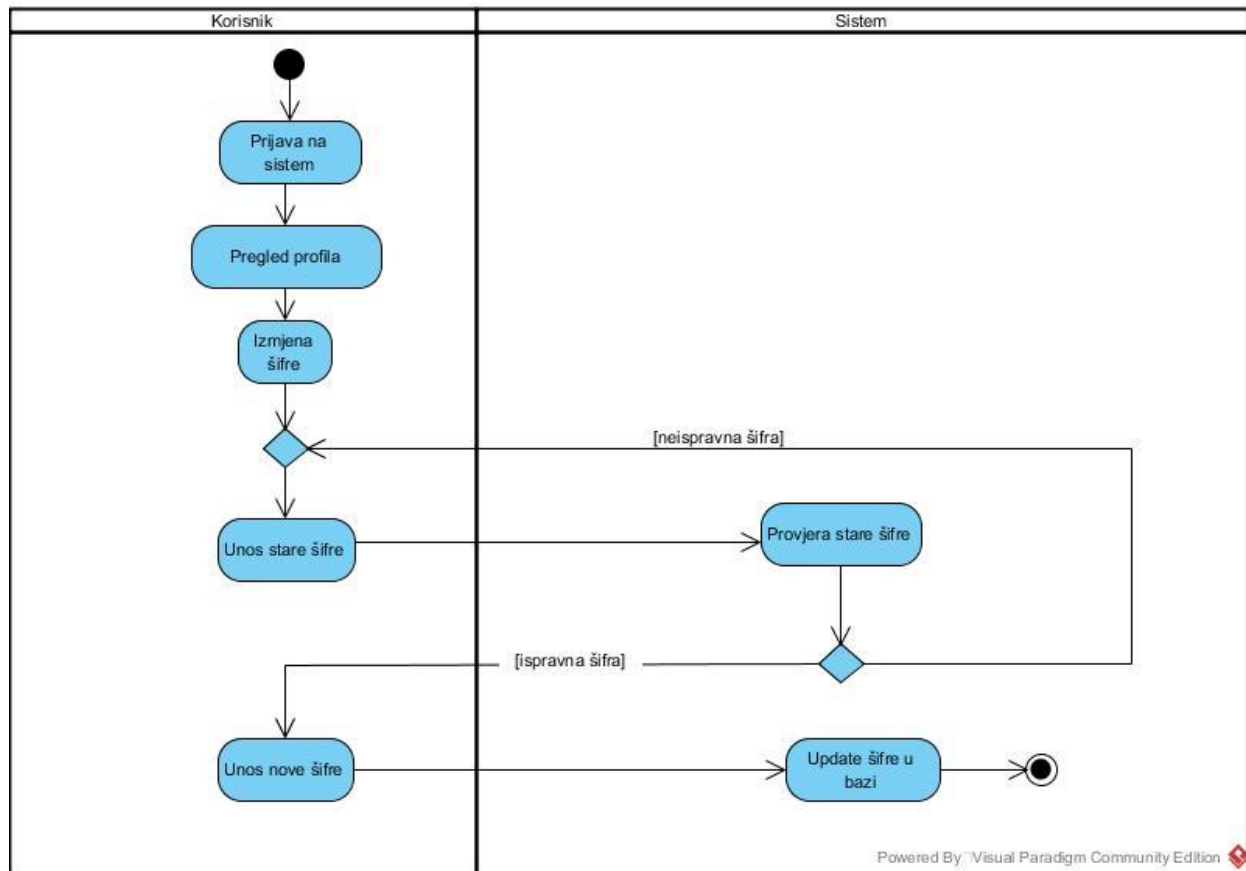 Korisnik
Sistem
Prijava na
sistem
Pregled profila
Izmjena
šifre
[neispravna šifra]
Unos stare šifre
Provjera stare šifre
[ispravna šifra]
Unos nove šifre
Update šifre u
bazi
Powered By Visual Paradigm Community Edition